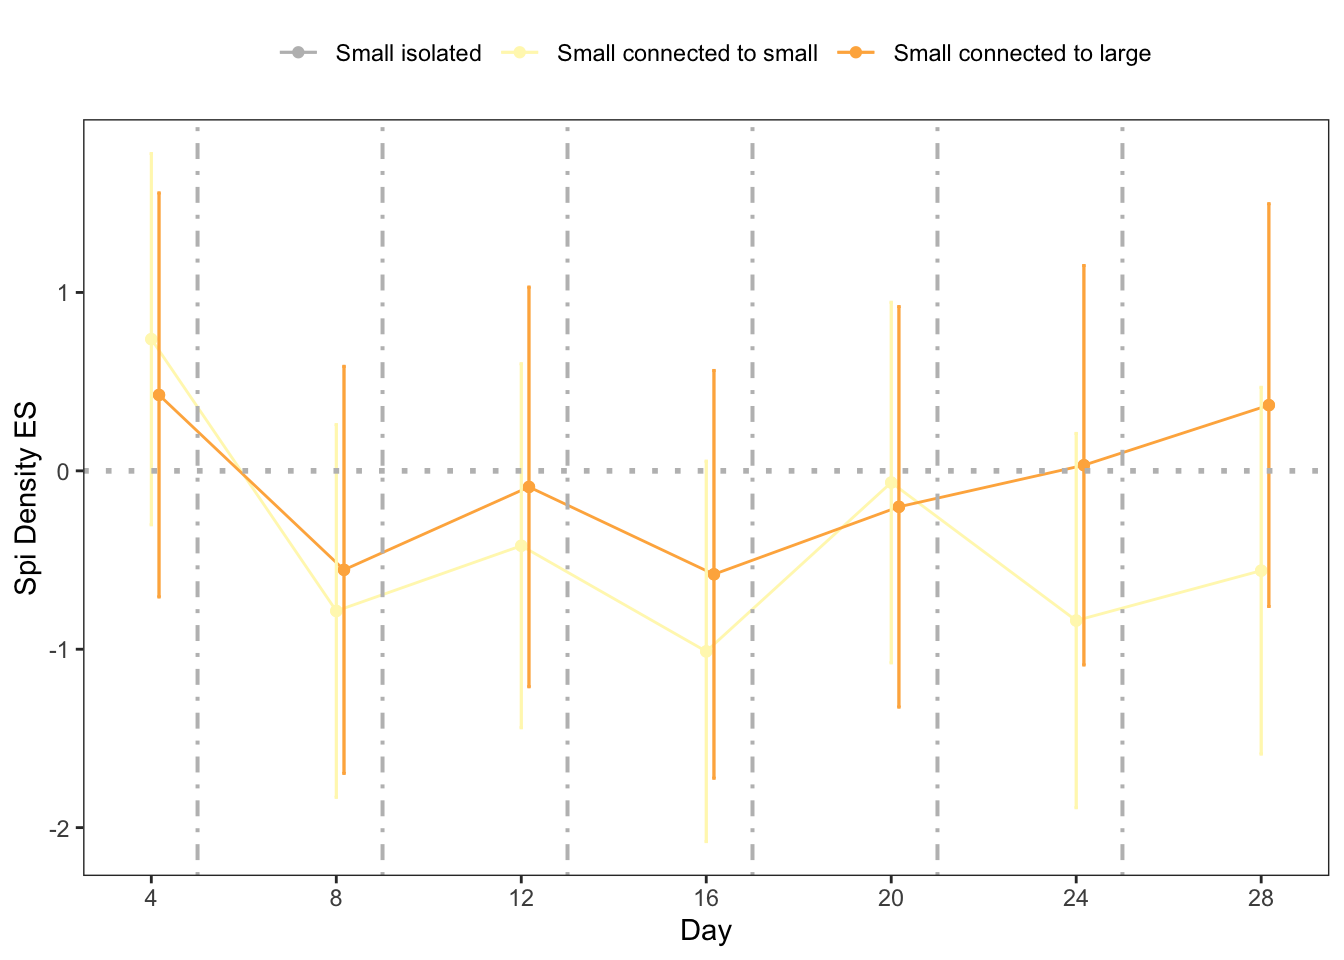 Small isolated Small connected to small Small connected to large
Spi Density ES
1
0
-1
-2
4 8 12 16 20 24 28
Day